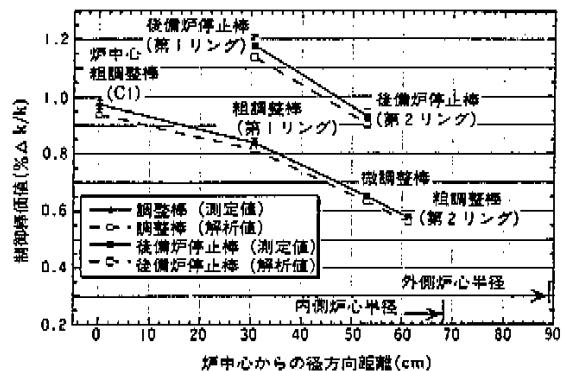 後備炉停止棒
(第1リング)
炉中心
粗調整棒
(C1)
粗調整棒
(第1リング)
後備炉停止棒
(第2リング)
微調整棒
粗調整棒
(第2リング)
調整棒 (測定値)
調整棒 (解析値)
後備炉停止棒 (測定値)
後備炉停止棒 (解析値)
外側炉心半径
内側炉心半径
制御棒価値(%Δk/k)
1.2
1.0
0.8
0.6
0.4
0.2
0 10 20 30 40 50 60 70 80 90
炉中心からの径方向距離(cm)